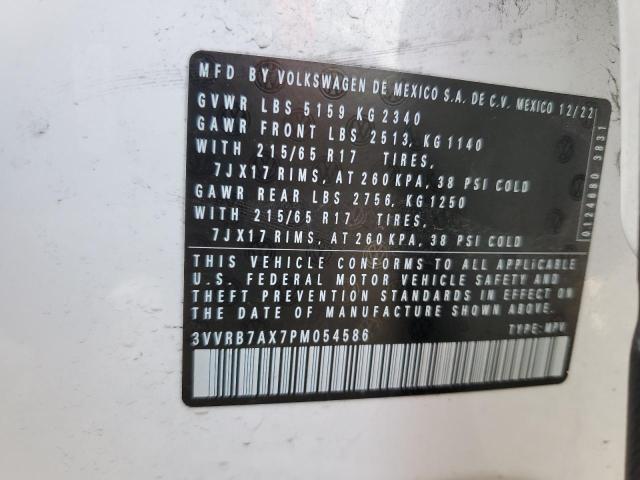 MFD BY VOLKSWAGEN DE MEXICO S.A. DE C.V. MEXICO 12/22
GVWR LBS 5159 KG 2340
GAWR FRONT LBS 2513, KG 1140
WITH 215/65 R17 TIRES,
7JX17 RIMS, AT 260 KPA, 38 PSI COLD
GAWR REAR LBS 2756, KG 1250
WITH 215/65 R17 TIRES,
7JX17 RIMS, AT 260 KPA, 38 PSI COLD
THIS VEHICLE CONFORMS TO ALL APPLICABLE
U.S. FEDERAL MOTOR VEHICLE SAFETY AND
THEFT PREVENTION STANDARDS IN EFFECT ON
THE DATE OF MANUFACTURE SHOWN ABOVE.
3VVRB7AX7PM054586 TYPE: MPV
0124680 3831